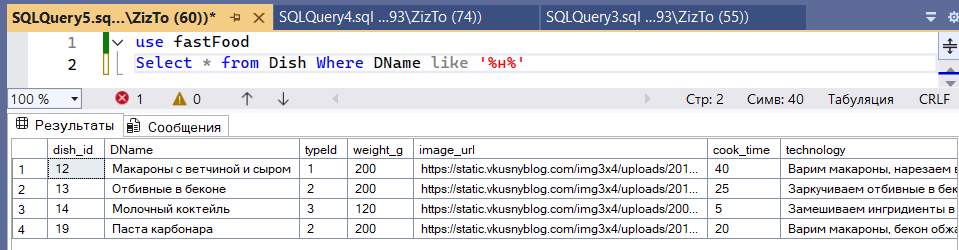 SQLQuery5.sq...\ZizTo (60))* SQLQuery4.sql ...93\ZizTo (74)) SQLQuery3.sql ...93\ZizTo (55))
1 use fastFood
2 Select * from Dish Where DName like '%н%'
100 % 1 0 Стр: 2 Симв: 40 Табуляция CRLF
Результаты Сообщения
dish_id DName typeId weight_g image_url cook_time technology
1 12 Макароны с ветчиной и сыром 1 200 https://static.vkusnyblog.com/img3x4/uploads/201... 40 Варим макароны, нарезаем в
2 13 Отбивные в беконе 2 200 https://static.vkusnyblog.com/img3x4/uploads/201... 25 Заркучиваем отбивные в бек
3 14 Молочный коктейль 3 120 https://static.vkusnyblog.com/img3x4/uploads/200... 5 Замешиваем ингридиенты в
4 19 Паста карбонара 2 200 https://static.vkusnyblog.com/img3x4/uploads/201... 20 Варим макароны, бекон обжа